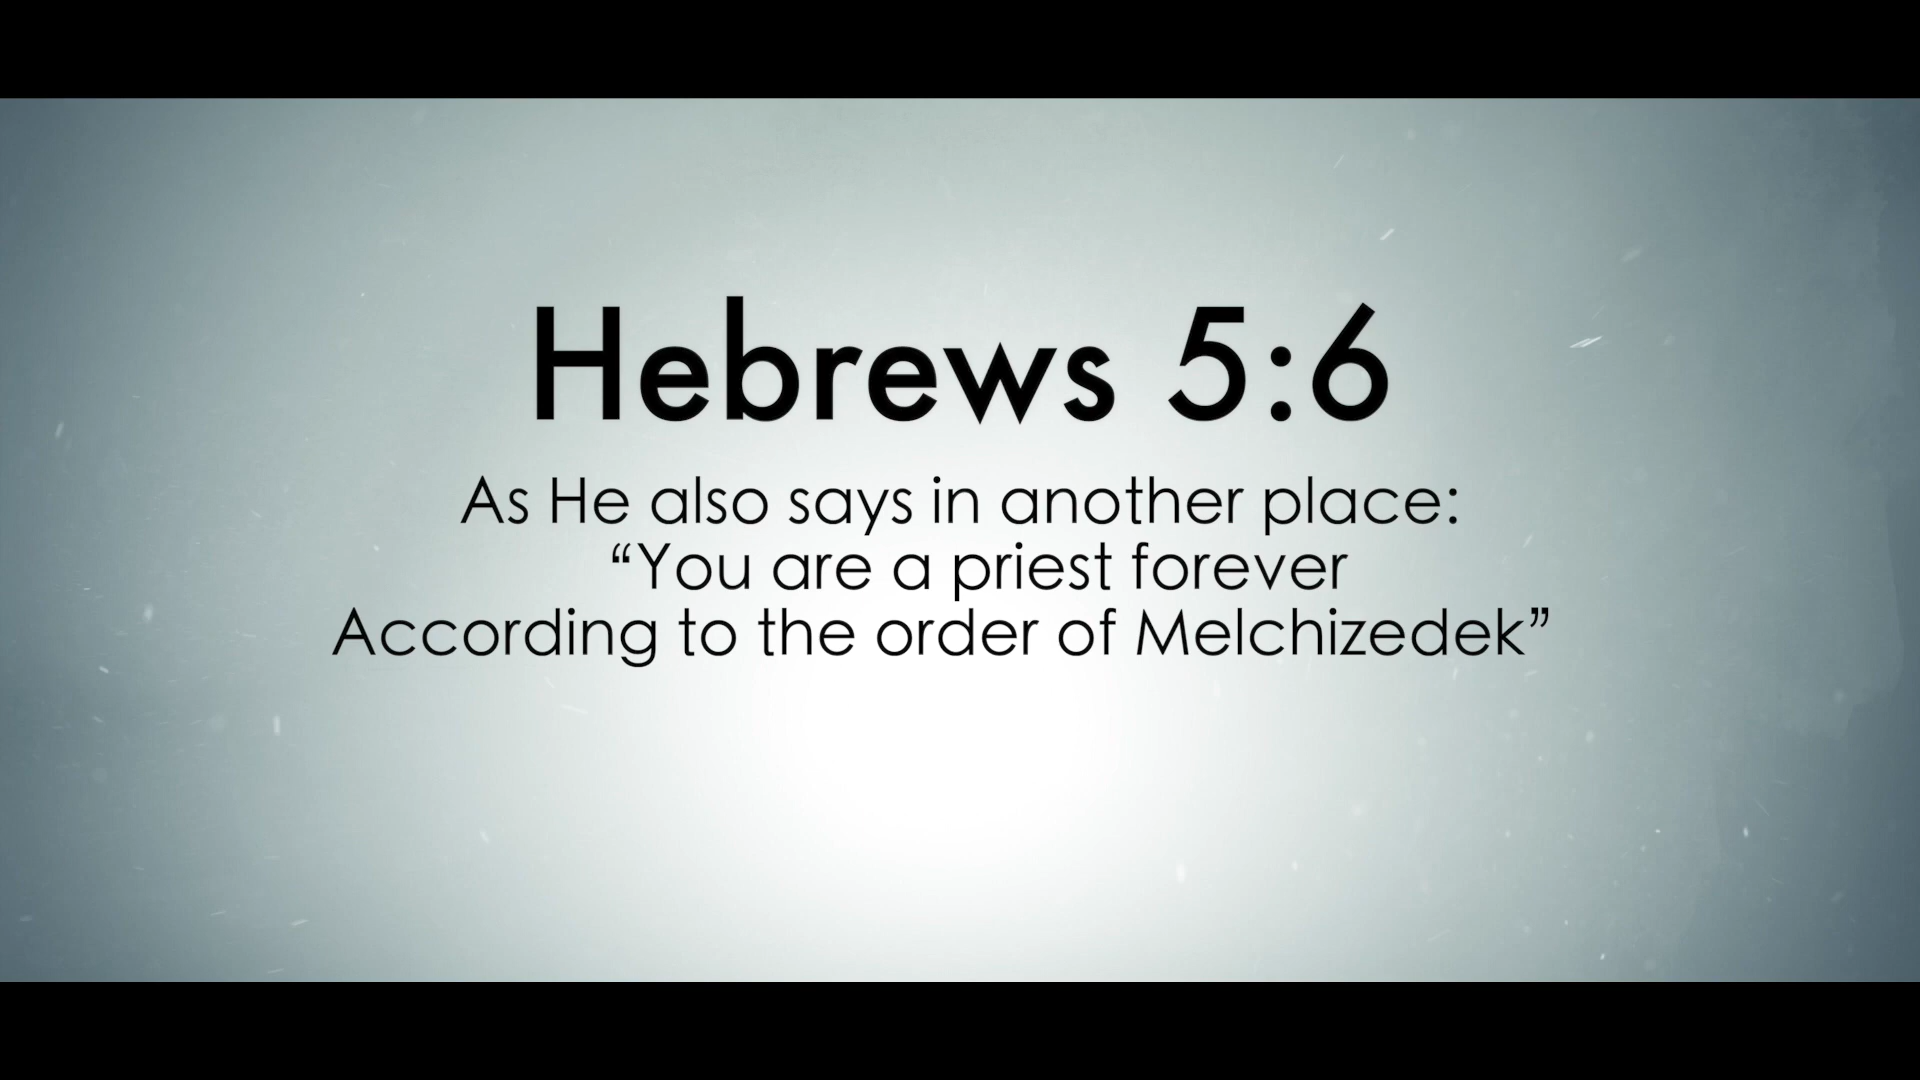 Hebrews 5:6
As He also says in another place:
“You are a priest forever
According to the order of Melchizedek”